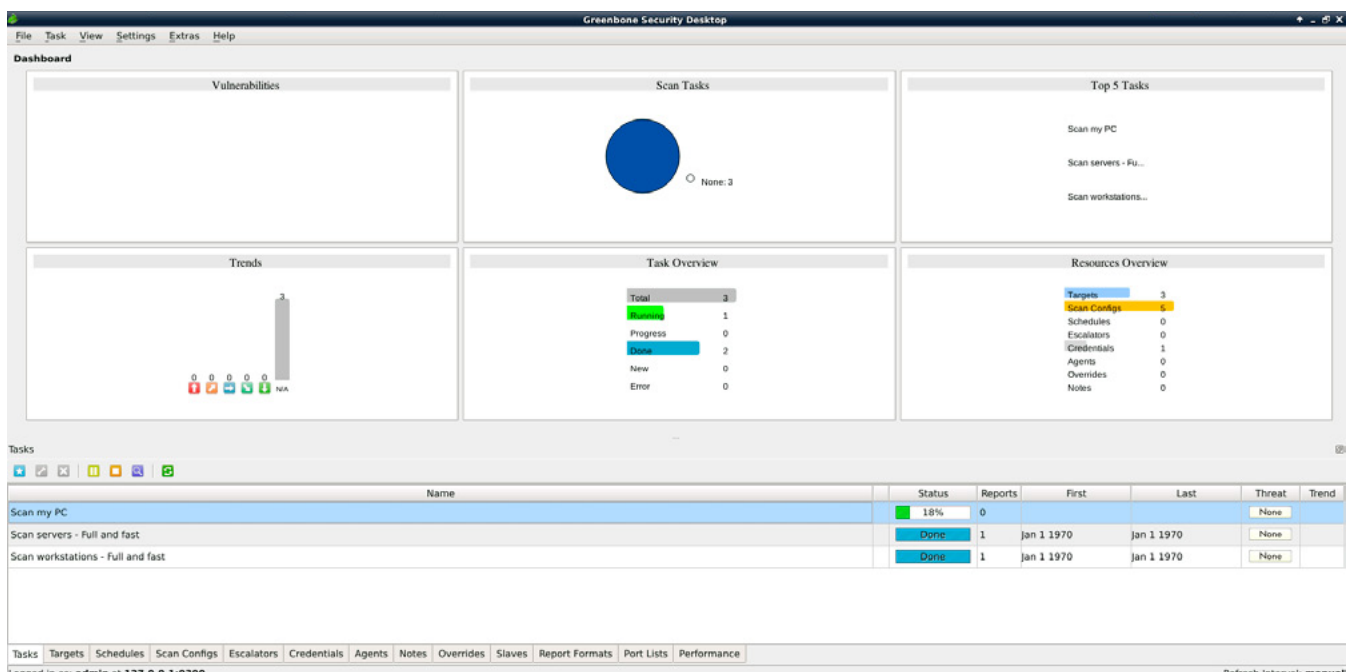 Greenbone Security Desktop
File Task View Settings Extras Help
Dashboard
Vulnerabilities
Scan Tasks
None: 3
Top 5 Tasks
Scan my PC
Scan servers - Fu...
Scan workstations...
Trends
3
0 0 0 0 0
N/A
Task Overview
Total 3
Running 1
Progress 0
Done 2
New 0
Error 0
Resources Overview
Targets 3
Scan Configs 5
Schedules 0
Escalators 0
Credentials 1
Agents 0
Overrides 0
Notes 0
Tasks
Name Status Reports First Last Threat Trend
Scan my PC 18% 0 None
Scan servers - Full and fast Done 1 Jan 1 1970 Jan 1 1970 None
Scan workstations - Full and fast Done 1 Jan 1 1970 Jan 1 1970 None
Tasks Targets Schedules Scan Configs Escalators Credentials Agents Notes Overrides Slaves Report Formats Port Lists Performance